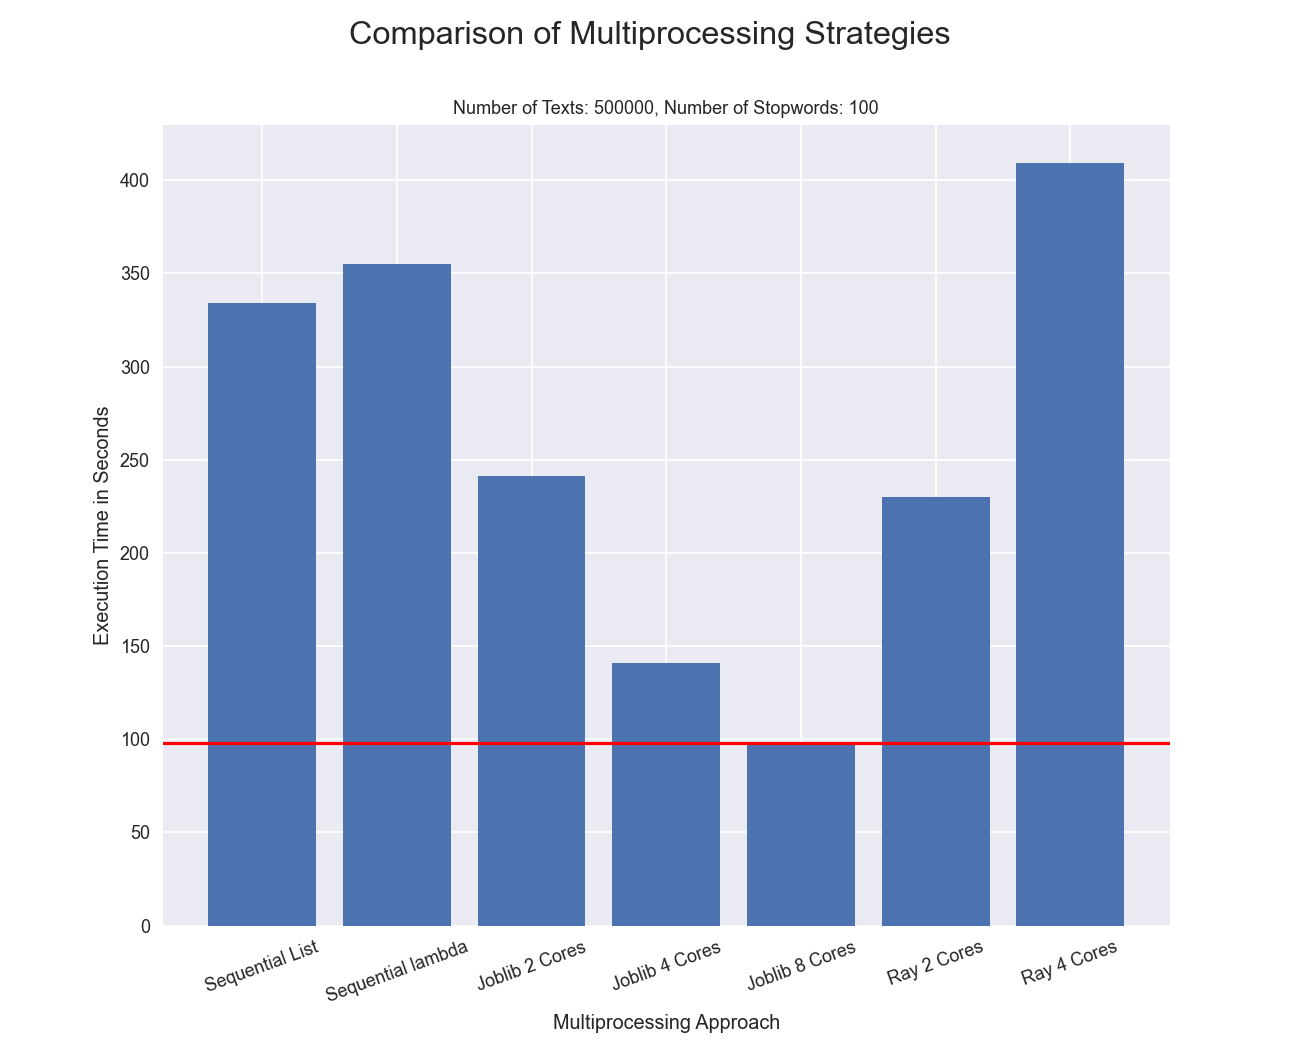 Comparison of Multiprocessing Strategies
Number of Texts: 500000, Number of Stopwords: 100
400
350
300
250
200
150
100
50
0
Execution Time in Seconds
Sequential List
Sequential lambda
Joblib 2 Cores
Joblib 4 Cores
Joblib 8 Cores
Ray 2 Cores
Ray 4 Cores
Multiprocessing Approach